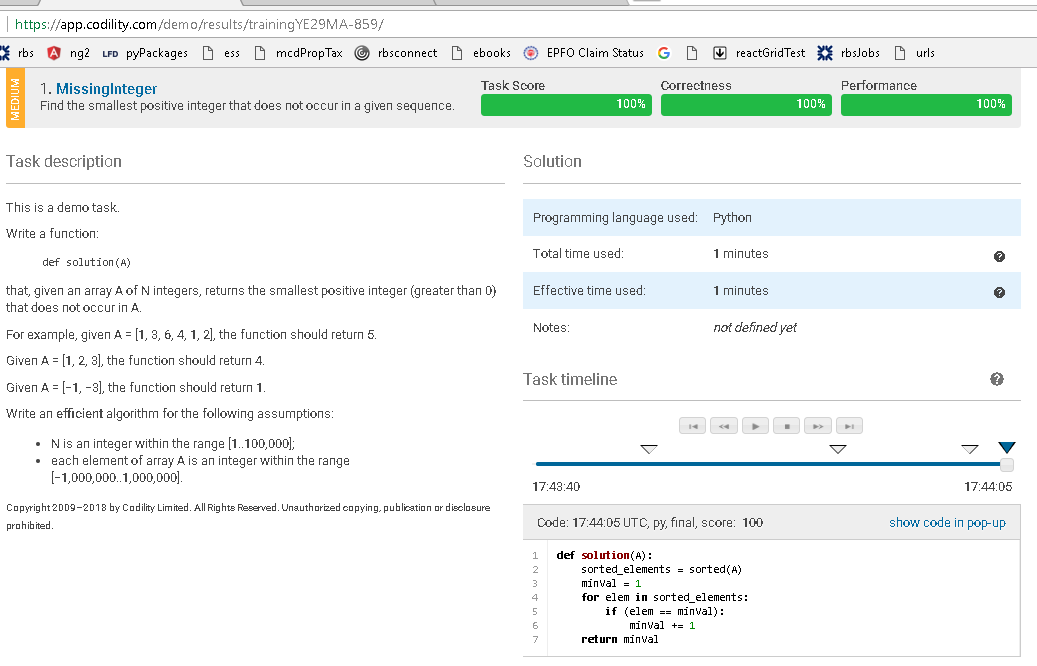 https://app.codility.com/demo/results/trainingYE29MA-859/
rbs ng2 LFD pyPackages ess mcdPropTax rbsconnect ebooks EPFO Claim Status G reactGridTest rbsJobs urls
MEDIUM
1. MissingInteger
Find the smallest positive integer that does not occur in a given sequence.
Task Score
100%
Correctness
100%
Performance
100%
Task description
This is a demo task.
Write a function:
def solution(A)
that, given an array A of N integers, returns the smallest positive integer (greater than 0)
that does not occur in A.
For example, given A = [1, 3, 6, 4, 1, 2], the function should return 5.
Given A = [1, 2, 3], the function should return 4.
Given A = [−1, −3], the function should return 1.
Write an efficient algorithm for the following assumptions:
• N is an integer within the range [1..100,000];
• each element of array A is an integer within the range
[−1,000,000..1,000,000].
Copyright 2009–2018 by Codility Limited. All Rights Reserved. Unauthorized copying, publication or disclosure
prohibited.
Solution
Programming language used: Python
Total time used: 1 minutes ?
Effective time used: 1 minutes ?
Notes: not defined yet
Task timeline ?
17:43:40 17:44:05
Code: 17:44:05 UTC, py, final, score: 100 show code in pop-up
1 def solution(A):
2     sorted_elements = sorted(A)
3     minVal = 1
4     for elem in sorted_elements:
5         if (elem == minVal):
6             minVal += 1
7     return minVal